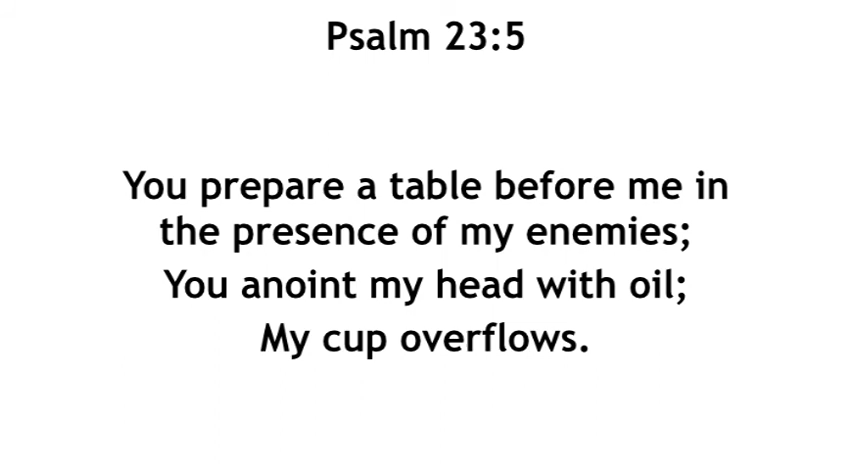 Psalm 23:5
You prepare a table before me in
the presence of my enemies;
You anoint my head with oil;
My cup overflows.